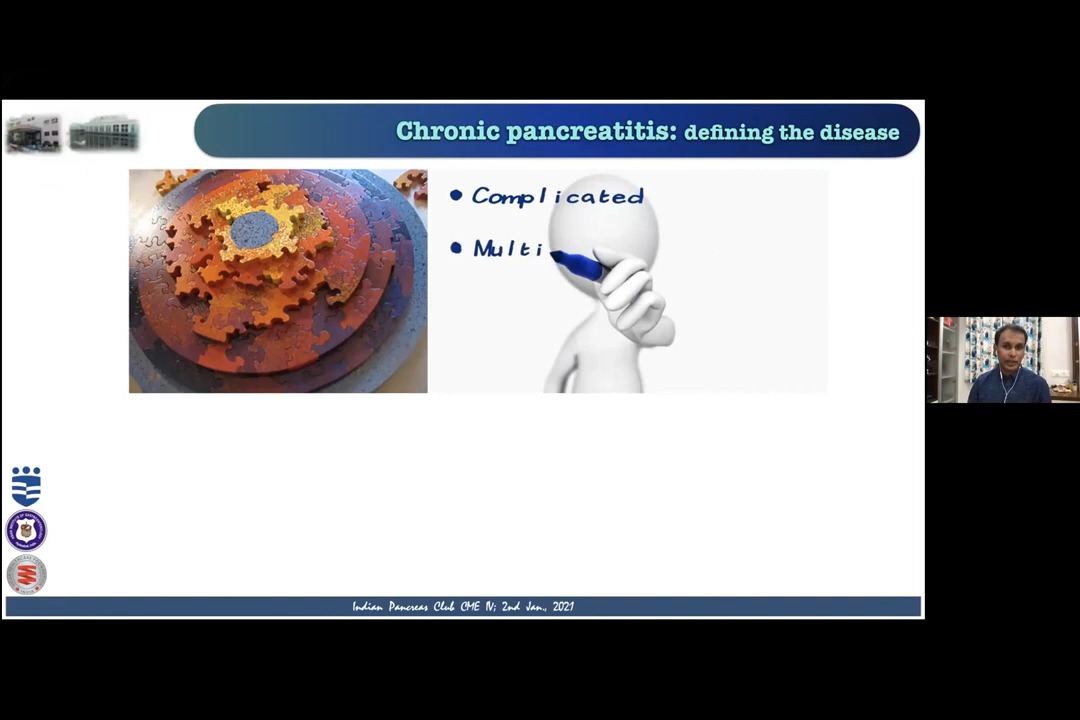 Chronic pancreatitis: defining the disease
• Complicated
• Multi
Indian Pancreas Club CME IV; 2nd Jan., 2021